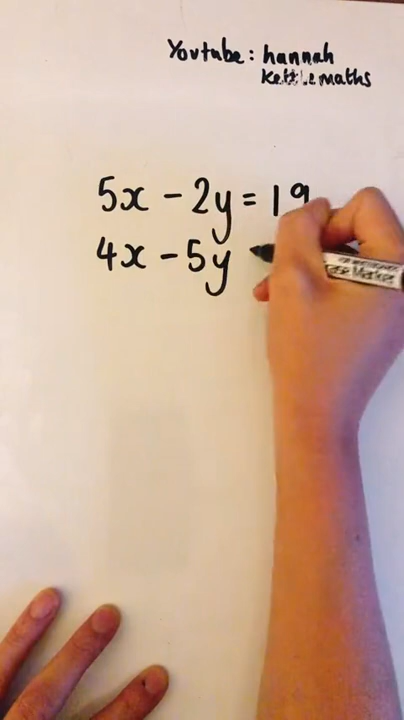 Youtube: hannah
kettlemaths
5x - 2y = 19
4x - 5y